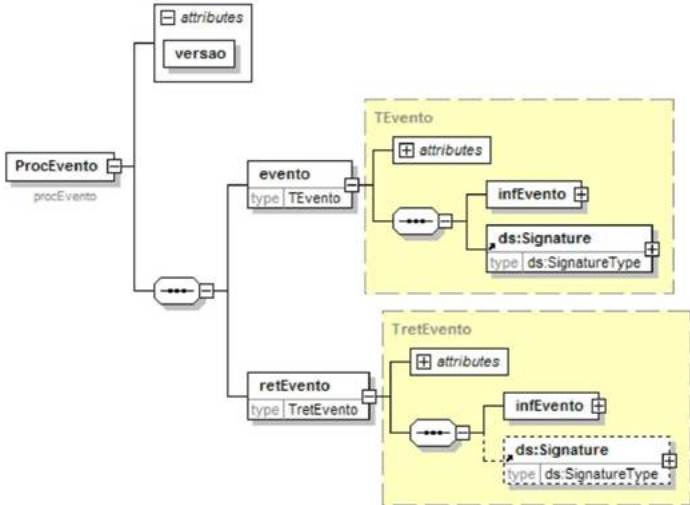 attributes
versao
ProcEvento
procEvento
TEvento
attributes
evento
type TEvento
infEvento
ds:Signature
type ds:SignatureType
TretEvento
attributes
retEvento
type TretEvento
infEvento
ds:Signature
type ds:SignatureType